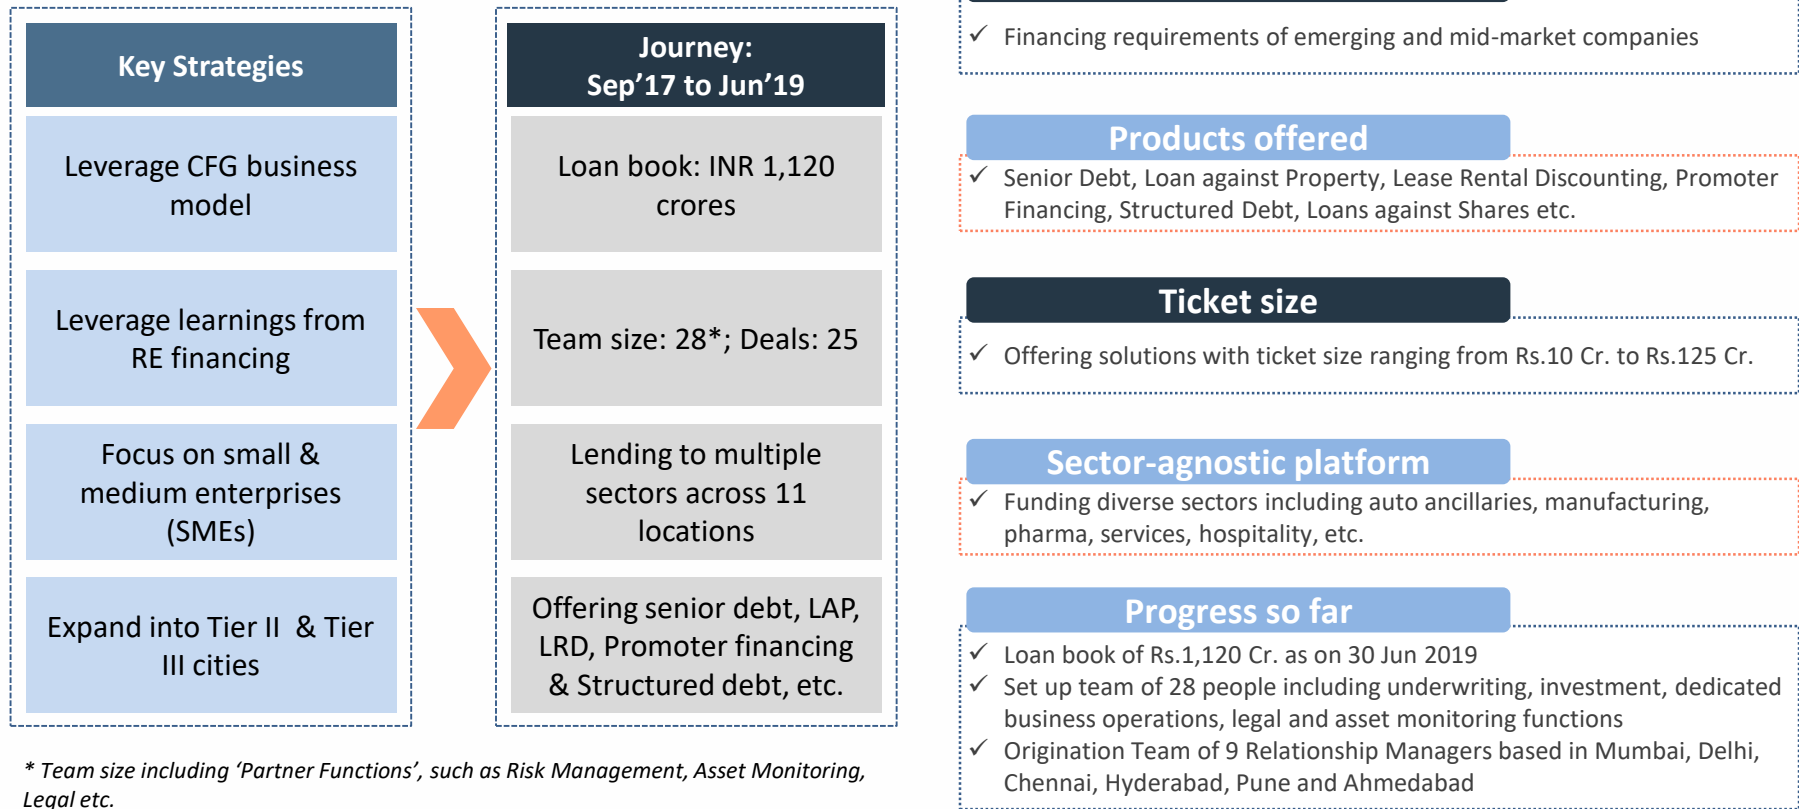 Key Strategies
Leverage CFG business
model
Leverage learnings from
RE financing
Focus on small &
medium enterprises
(SMEs)
Expand into Tier II & Tier
III cities
Journey:
Sep’17 to Jun’19
Loan book: INR 1,120
crores
Team size: 28*; Deals: 25
Lending to multiple
sectors across 11
locations
Offering senior debt, LAP,
LRD, Promoter financing
& Structured debt, etc.
* Team size including ‘Partner Functions’, such as Risk Management, Asset Monitoring,
Legal etc.
✓ Financing requirements of emerging and mid-market companies
Products offered
✓ Senior Debt, Loan against Property, Lease Rental Discounting, Promoter
Financing, Structured Debt, Loans against Shares etc.
Ticket size
✓ Offering solutions with ticket size ranging from Rs.10 Cr. to Rs.125 Cr.
Sector-agnostic platform
✓ Funding diverse sectors including auto ancillaries, manufacturing,
pharma, services, hospitality, etc.
Progress so far
✓ Loan book of Rs.1,120 Cr. as on 30 Jun 2019
✓ Set up team of 28 people including underwriting, investment, dedicated
business operations, legal and asset monitoring functions
✓ Origination Team of 9 Relationship Managers based in Mumbai, Delhi,
Chennai, Hyderabad, Pune and Ahmedabad